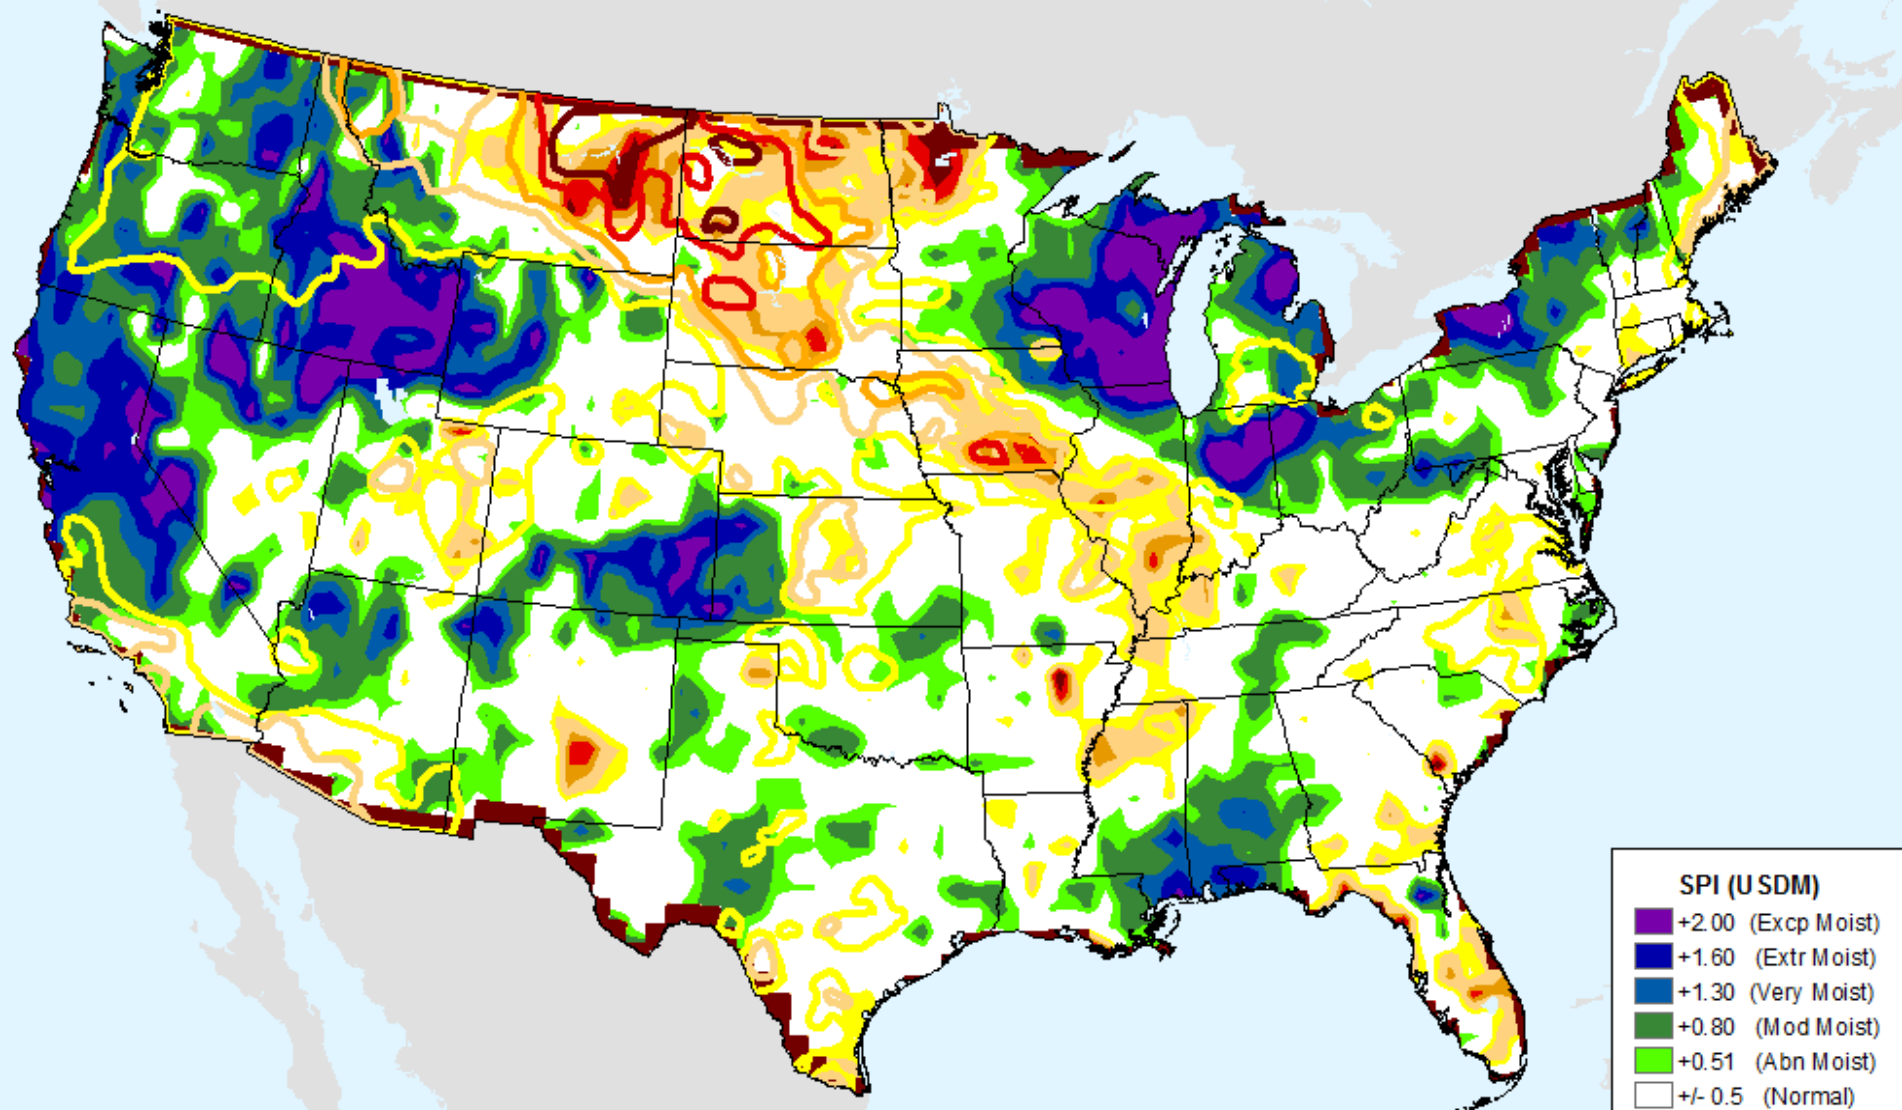 SPI (USDM)
+2.00 (Excp Moist)
+1.60 (Extr Moist)
+1.30 (Very Moist)
+0.80 (Mod Moist)
+0.51 (Abn Moist)
+/- 0.5 (Normal)